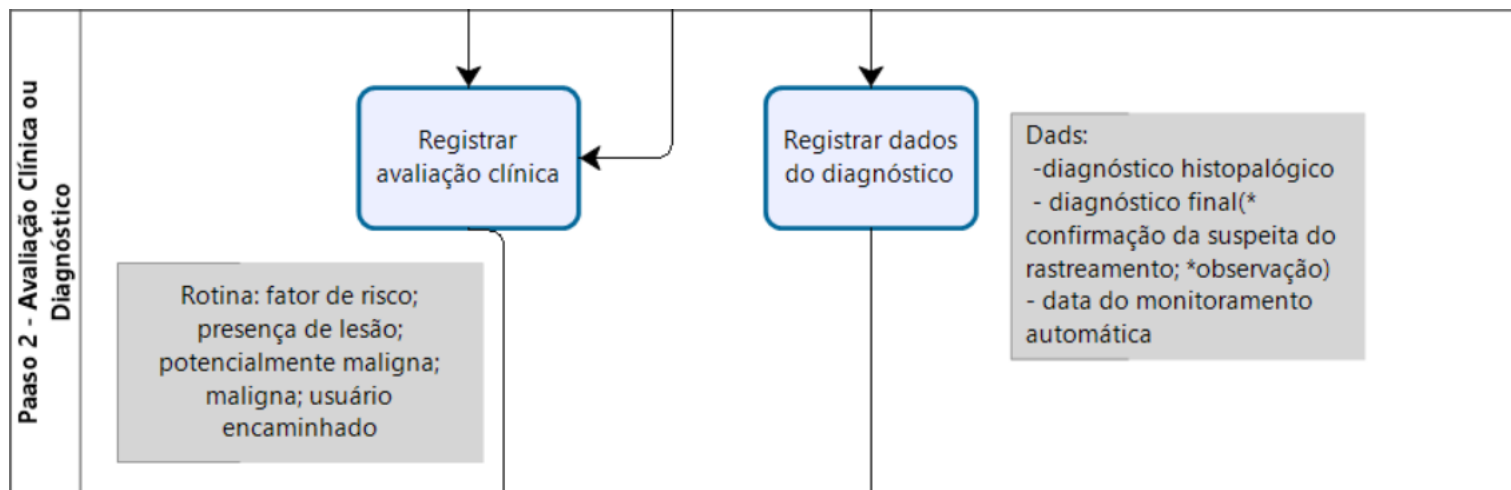 Paaso 2 - Avaliação Clínica ou
Diagnóstico
Registrar
avaliação clínica
Registrar dados
do diagnóstico
Dads:
-diagnóstico histopalógico
- diagnóstico final(*
confirmação da suspeita do
rastreamento; *observação)
- data do monitoramento
automática
Rotina: fator de risco;
presença de lesão;
potencialmente maligna;
maligna; usuário
encaminhado